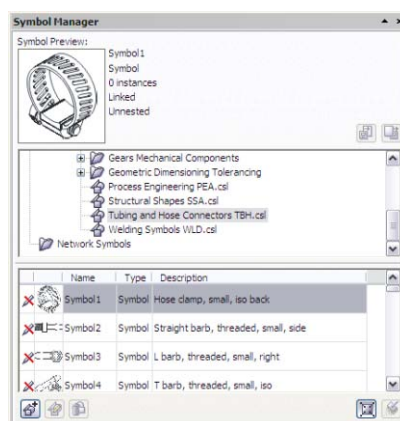 Symbol Manager
Symbol Preview:
Symbol1
Symbol
0 instances
Linked
Unnested
Gears Mechanical Components
Geometric Dimensioning Tolerancing
Process Engineering PEA.csl
Structural Shapes SSA.csl
Tubing and Hose Connectors TBH.csl
Welding Symbols WLD.csl
Network Symbols
Name Type Description
Symbol1 Symbol Hose clamp, small, iso back
Symbol2 Symbol Straight barb, threaded, small, side
Symbol3 Symbol L barb, threaded, small, right
Symbol4 Symbol T barb, threaded, small, iso